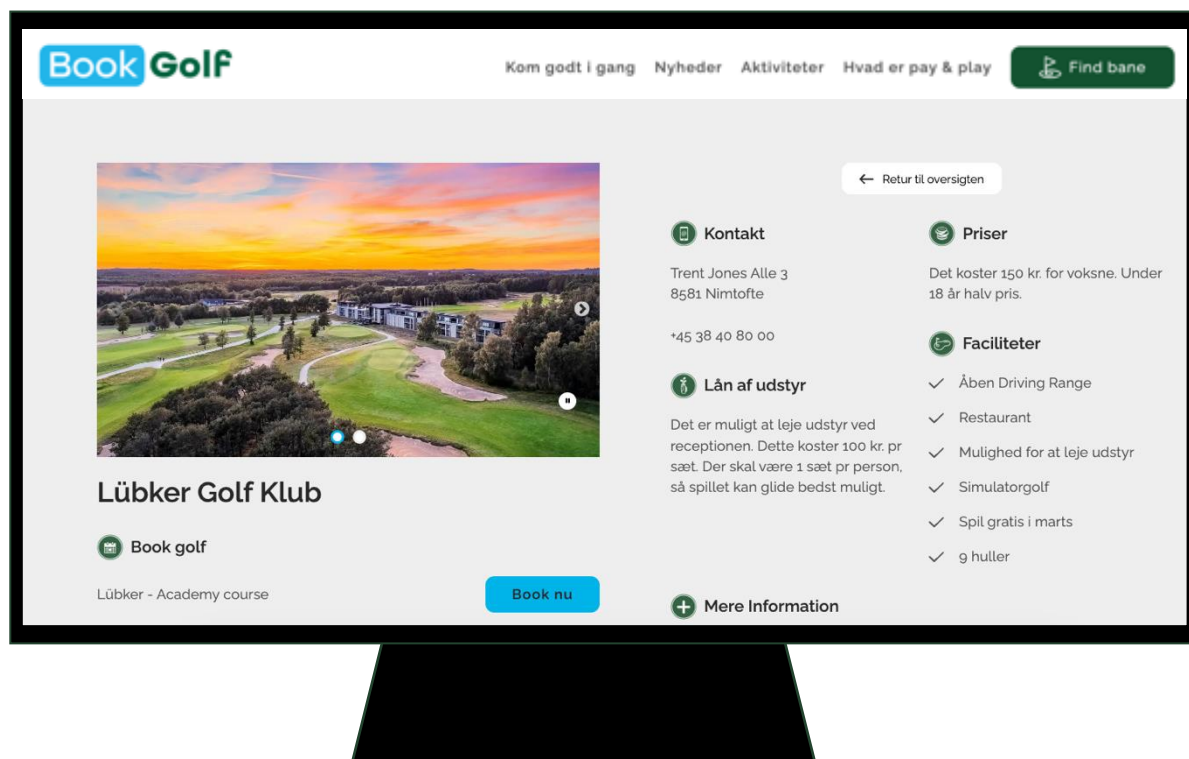 Book Golf
Kom godt i gang Nyheder Aktiviteter Hvad er pay & play Find bane
Retur til oversigten
Lübker Golf Klub
Book golf
Lübker - Academy course Book nu
Kontakt
Trent Jones Alle 3
8581 Nimtofte
+45 38 40 80 00
Lån af udstyr
Det er muligt at leje udstyr ved
receptionen. Dette koster 100 kr. pr
sæt. Der skal være 1 sæt pr person,
så spillet kan glide bedst muligt.
Priser
Det koster 150 kr. for voksne. Under
18 år halv pris.
Faciliteter
Åben Driving Range
Restaurant
Mulighed for at leje udstyr
Simulatorgolf
Spil gratis i marts
9 huller
Mere Information